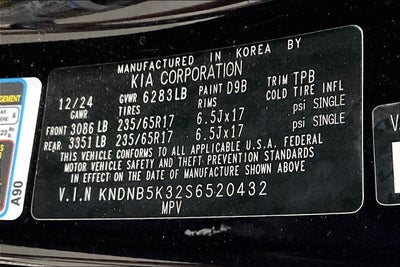 MANUFACTURED IN KOREA BY
KIA CORPORATION
12/24 GVWR 6283LB PAINT D9B TRIM TPB
GAWR TIRES RIMS COLD TIRE INFL
FRONT 3086 LB 235/65R17 6.5Jx17 psi SINGLE
REAR 3351 LB 235/65R17 6.5Jx17 psi SINGLE
THIS VEHICLE CONFORMS TO ALL APPLICABLE U.S.A. FEDERAL
MOTOR VEHICLE SAFETY AND THEFT PREVENTION STANDARDS
IN EFFECT ON THE DATE OF MANUFACTURE SHOWN ABOVE
V.I.N KNDNB5K32S6520432
MPV
A90